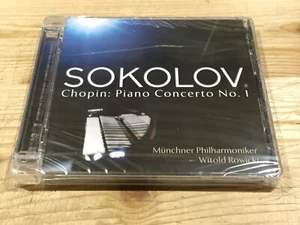 SOKOLOV
Chopin: Piano Concerto No. 1
Münchner Philharmoniker
Witold Rowicki